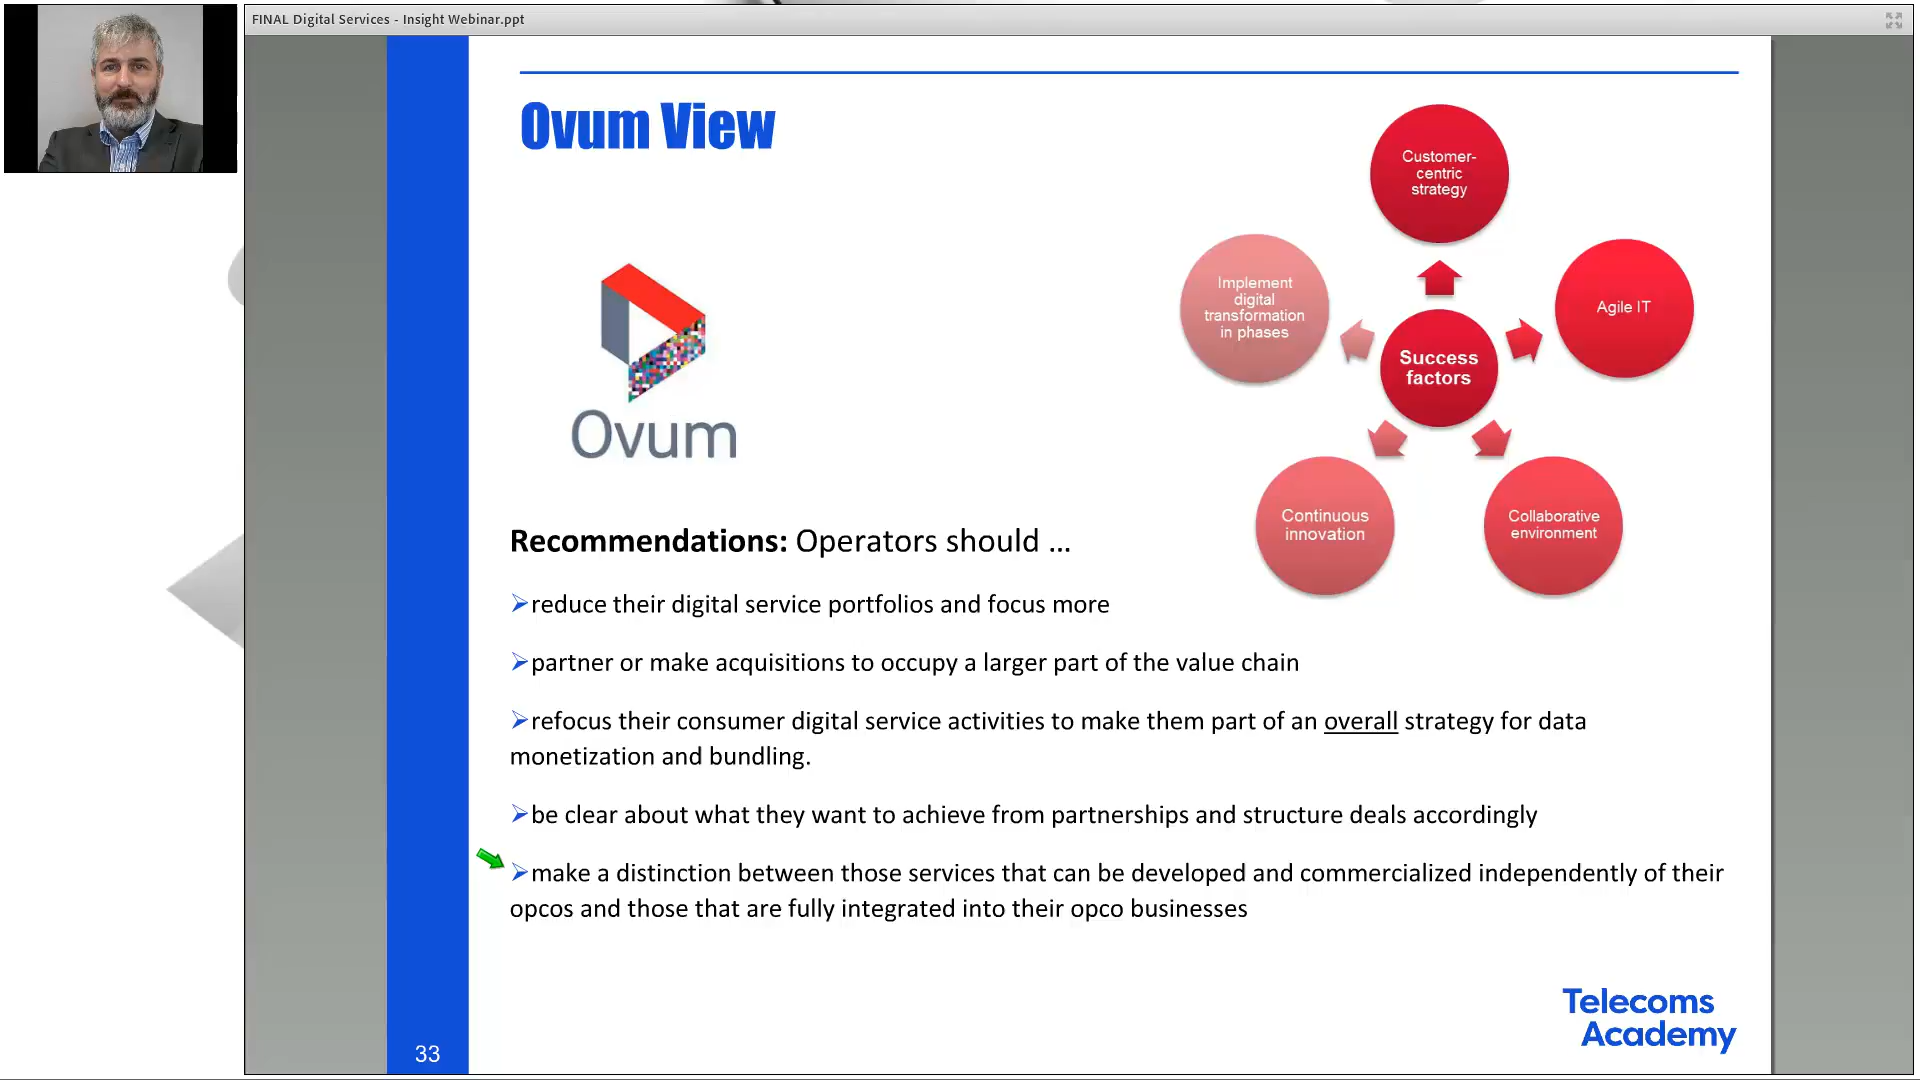 FINAL Digital Services - Insight Webinar.ppt
Ovum View
Customer-
centric
strategy
Implement
digital
transformation
in phases
Agile IT
Success
factors
Continuous
innovation
Collaborative
environment
Ovum
Recommendations: Operators should ...
➢reduce their digital service portfolios and focus more
➢partner or make acquisitions to occupy a larger part of the value chain
➢refocus their consumer digital service activities to make them part of an overall strategy for data
monetization and bundling.
➢be clear about what they want to achieve from partnerships and structure deals accordingly
➢make a distinction between those services that can be developed and commercialized independently of their
opcos and those that are fully integrated into their opco businesses
Telecoms
Academy
33